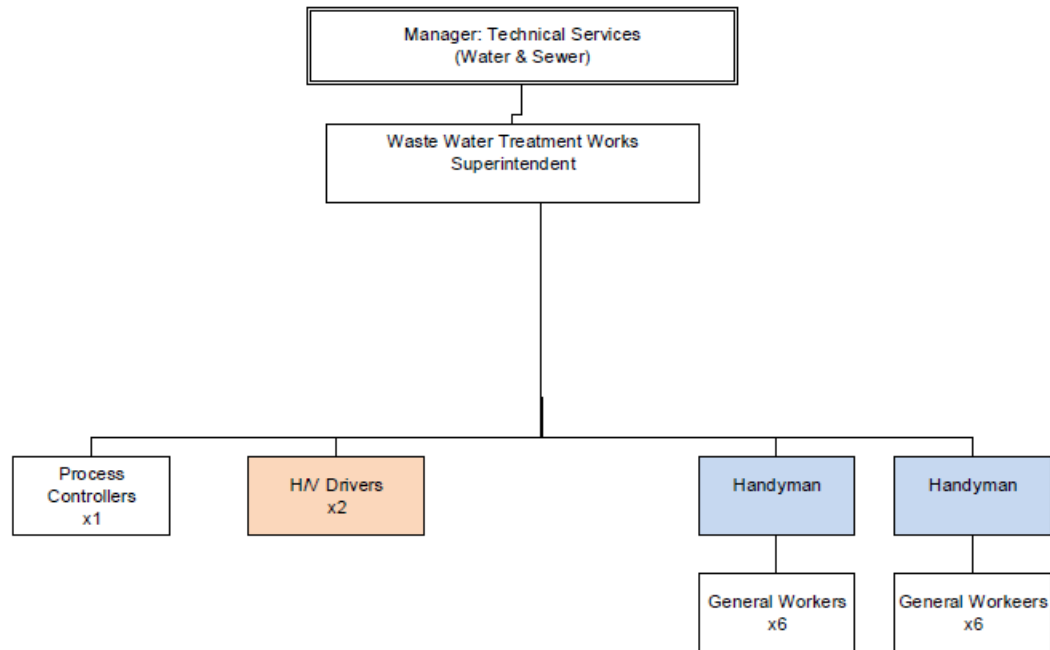 Manager: Technical Services
(Water & Sewer)
Waste Water Treatment Works
Superintendent
Process
Controllers
x1
H/V Drivers
x2
Handyman
Handyman
General Workers
x6
General Workeers
x6